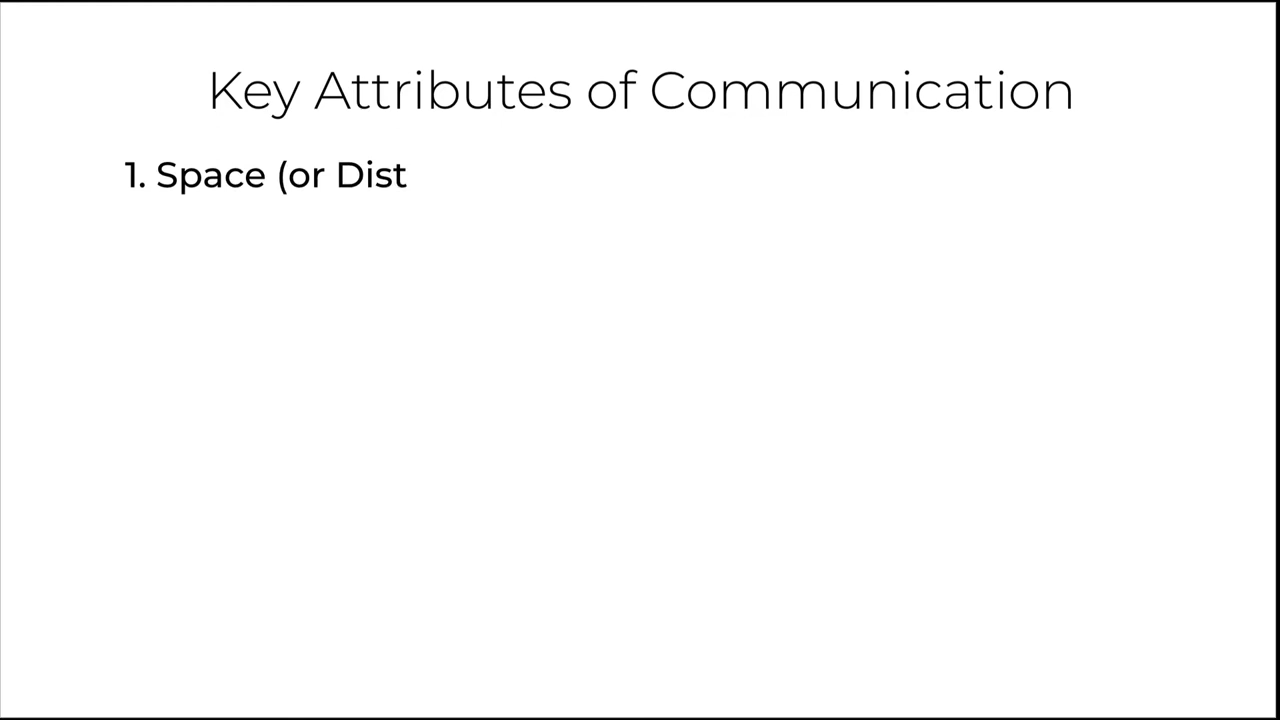 Key Attributes of Communication
1. Space (or Dist